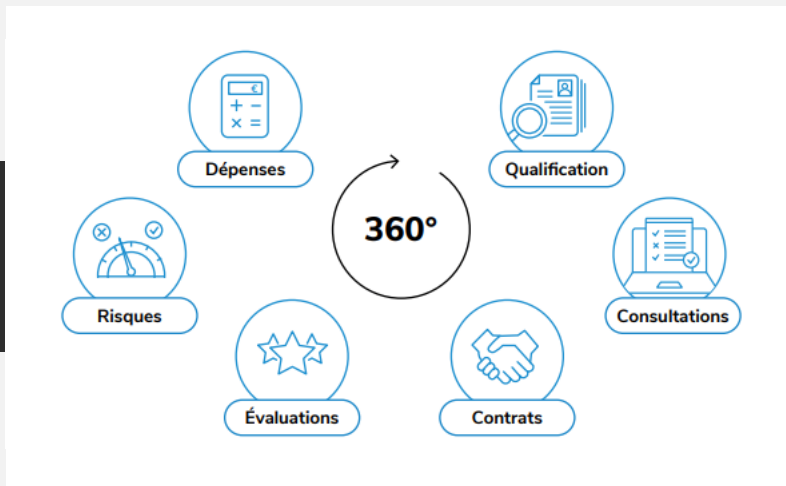 Dépenses
Qualification
360°
Risques
Consultations
Évaluations
Contrats